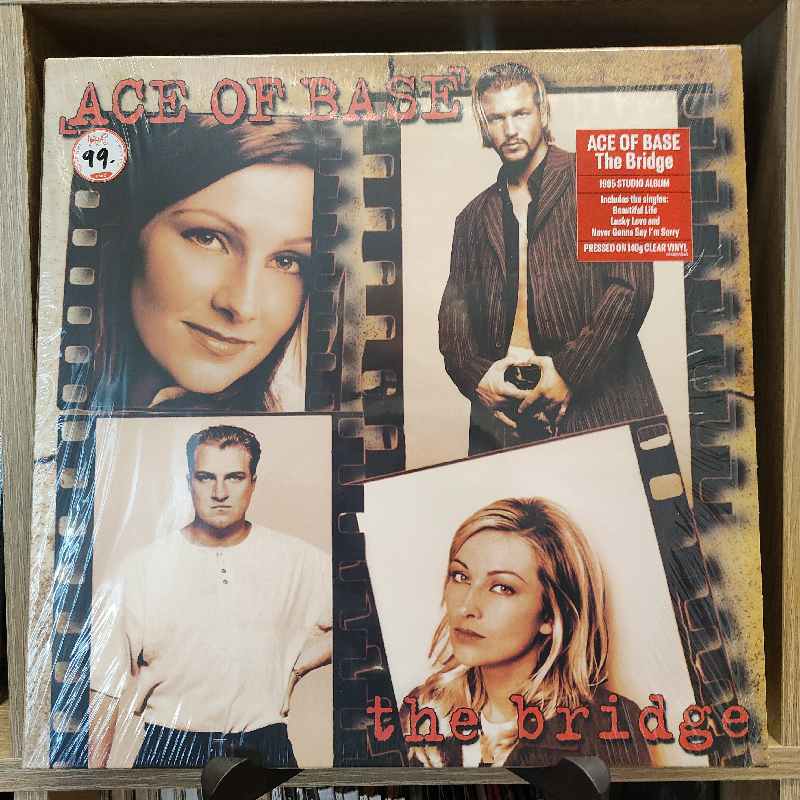 ACE OF BASE
99.
ACE OF BASE
The Bridge
1995 STUDIO ALBUM
Includes the singles:
Beautiful Life
Lucky Love and
Never Gonna Say I'm Sorry
PRESSED ON 140g CLEAR VINYL
the bridge